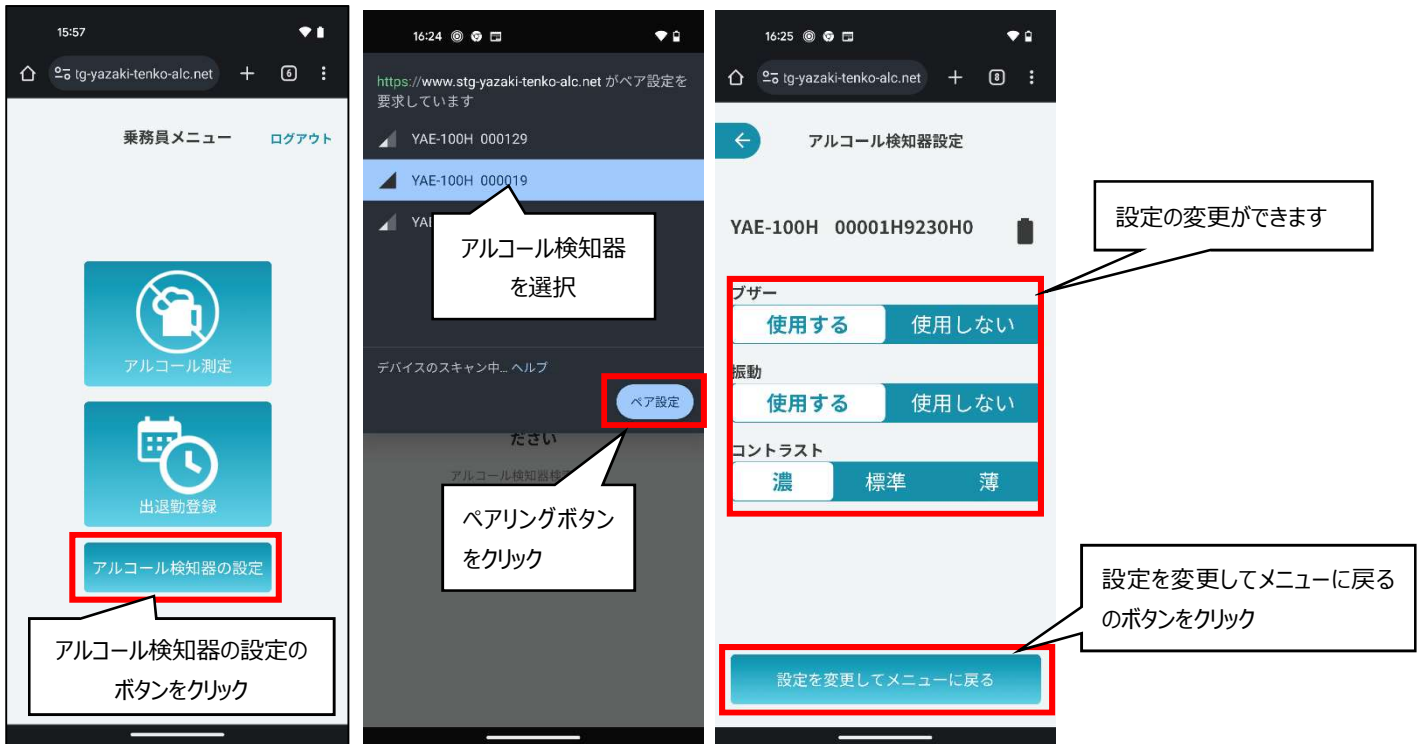 15:57
tg-yazaki-tenko-alc.net
6
乗務員メニュー
ログアウト
アルコール測定
出退勤登録
アルコール検知器の設定
アルコール検知器の設定の
ボタンをクリック
16:24
https://www.stg-yazaki-tenko-alc.net がペア設定を
要求しています
YAE-100H 000129
YAE-100H 000019
アルコール検知器
を選択
デバイスのスキャン中... ヘルプ
ペア設定
ださい
ペアリングボタン
をクリック
16:25
tg-yazaki-tenko-alc.net
8
アルコール検知器設定
YAE-100H 00001H9230H0
ブザー
使用する 使用しない
振動
使用する 使用しない
コントラスト
濃 標準 薄
設定を変更してメニューに戻る
設定の変更ができます
設定を変更してメニューに戻る
のボタンをクリック